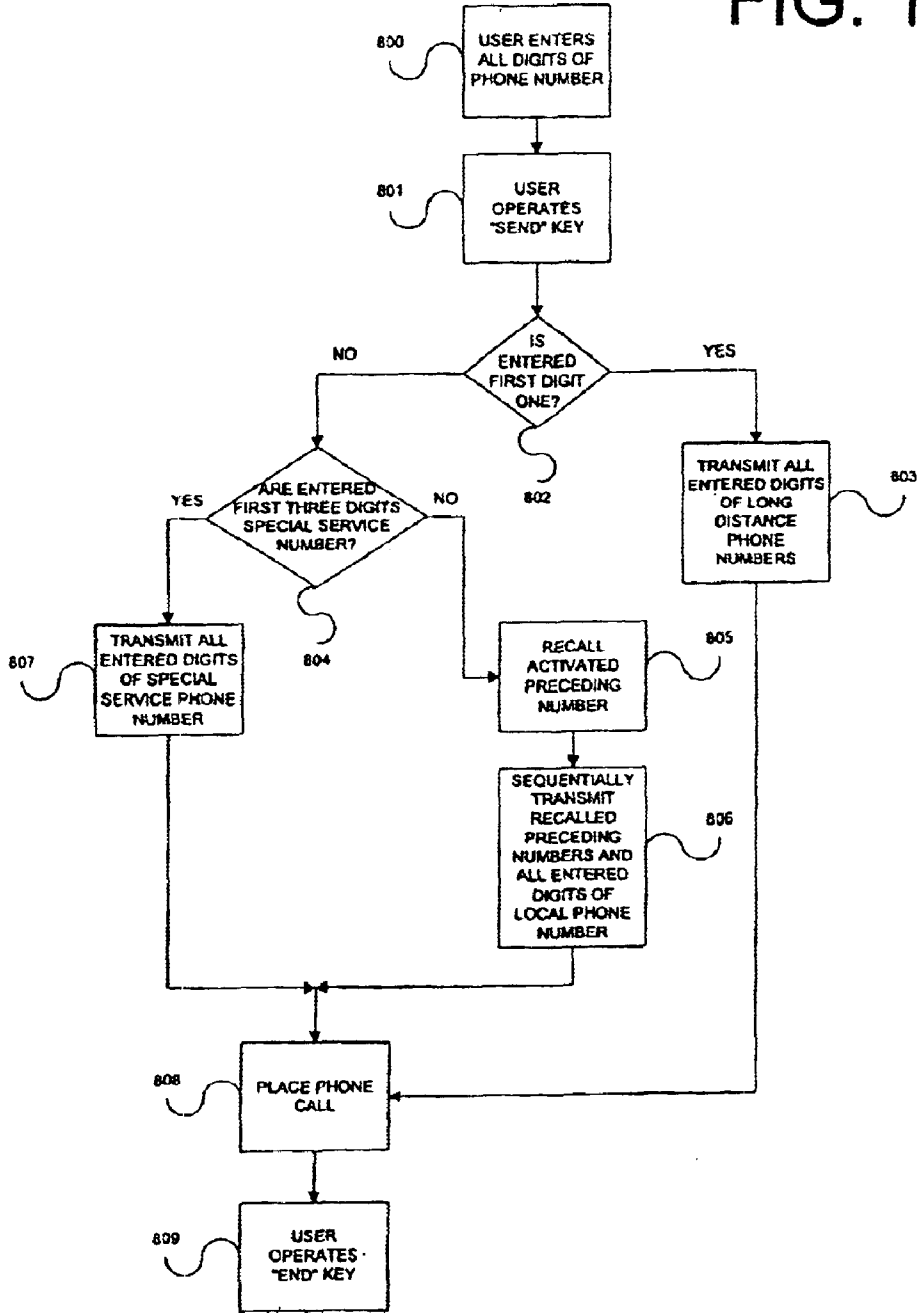 FIG. 1
800
USER ENTERS
ALL DIGITS OF
PHONE NUMBER
801
USER
OPERATES
"SEND" KEY
NO
IS
ENTERED
FIRST DIGIT
ONE?
YES
802
YES
ARE ENTERED
FIRST THREE DIGITS
SPECIAL SERVICE
NUMBER?
NO
804
TRANSMIT ALL
ENTERED DIGITS
OF LONG
DISTANCE
PHONE
NUMBERS
803
807
TRANSMIT ALL
ENTERED DIGITS
OF SPECIAL
SERVICE PHONE
NUMBER
RECALL
ACTIVATED
PRECEDING
NUMBER
805
SEQUENTIALLY
TRANSMIT
RECALLED
PRECEDING
NUMBERS AND
ALL ENTERED
DIGITS OF
LOCAL PHONE
NUMBER
806
808
PLACE PHONE
CALL
809
USER
OPERATES
"END" KEY